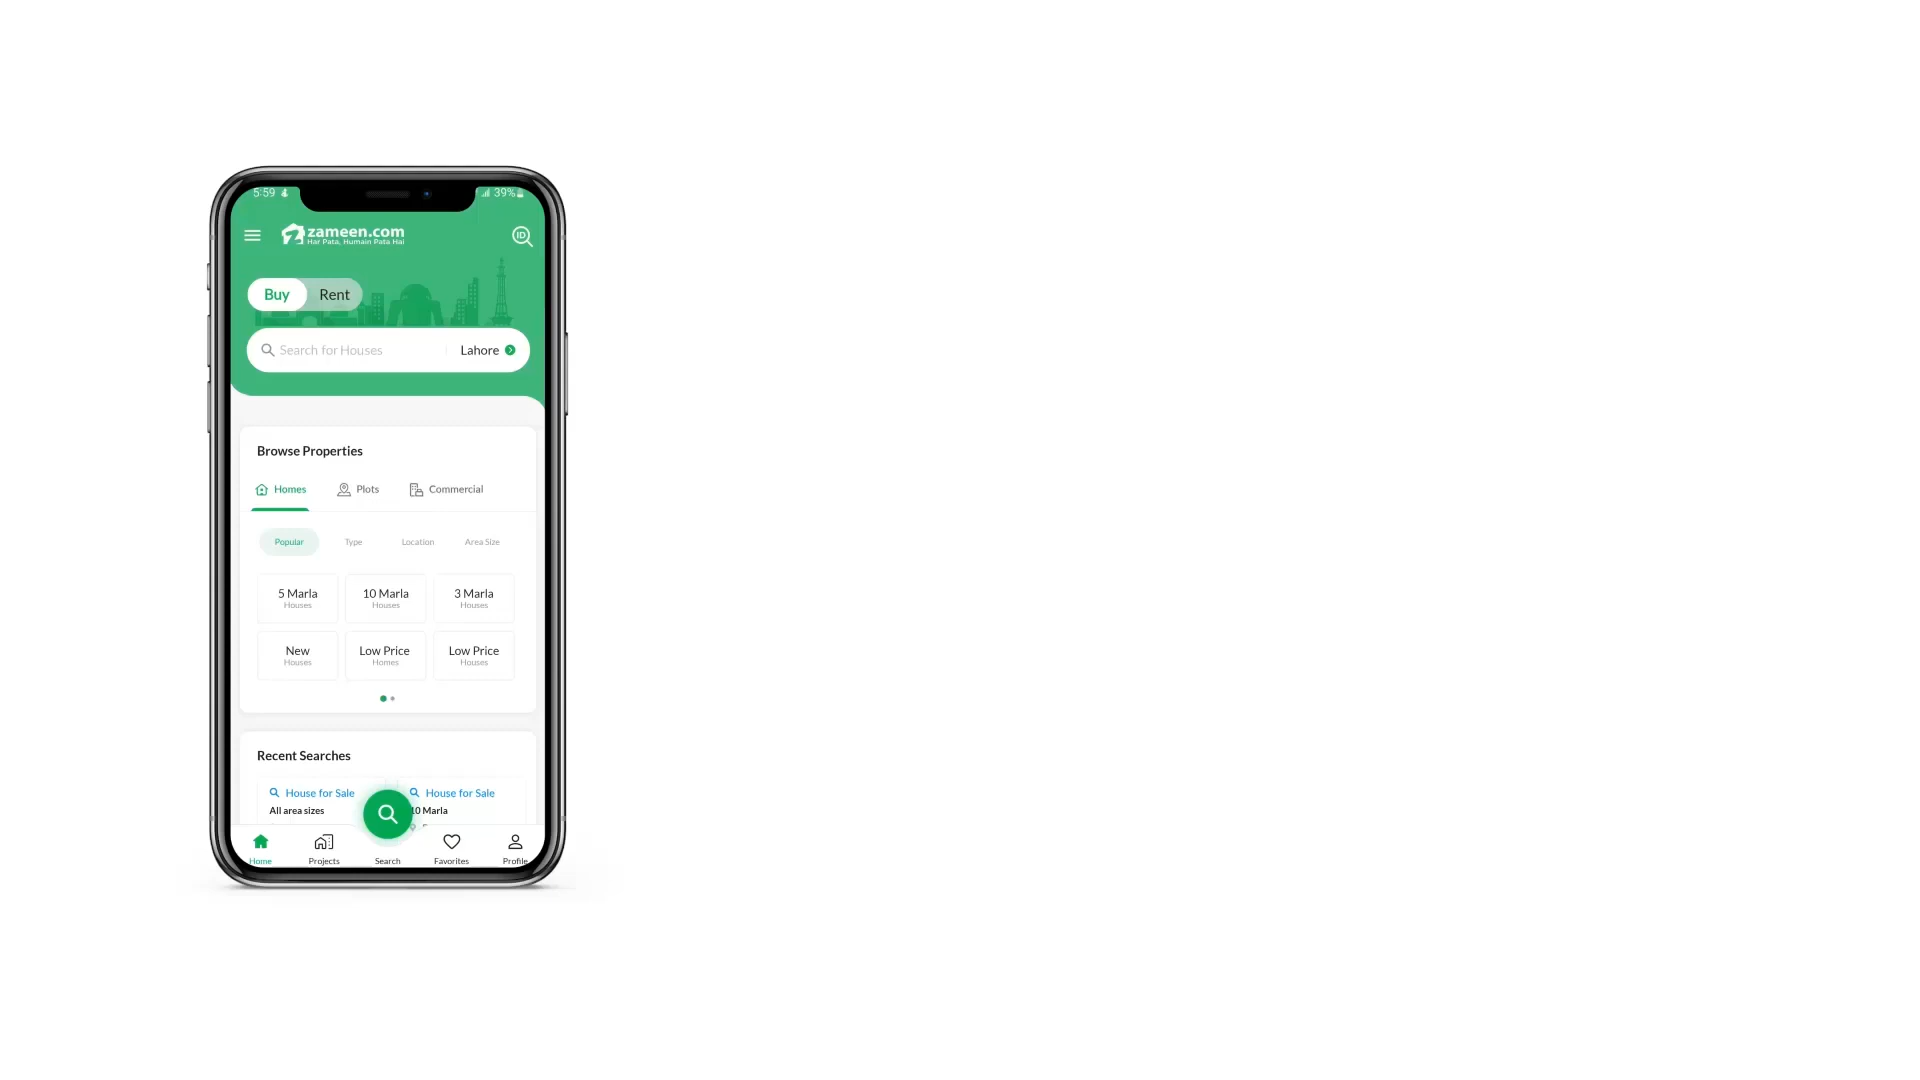 5:59
39%
zameen.com
Har Pata, Humain Pata Hai
ID
Buy Rent
Search for Houses Lahore
Browse Properties
Homes Plots Commercial
Popular Type Location Area Size
5 Marla 10 Marla 3 Marla
Houses Houses Houses
New Low Price Low Price
Houses Homes Houses
Recent Searches
House for Sale House for Sale
All area sizes 10 Marla
Home Projects Search Favorites Profile